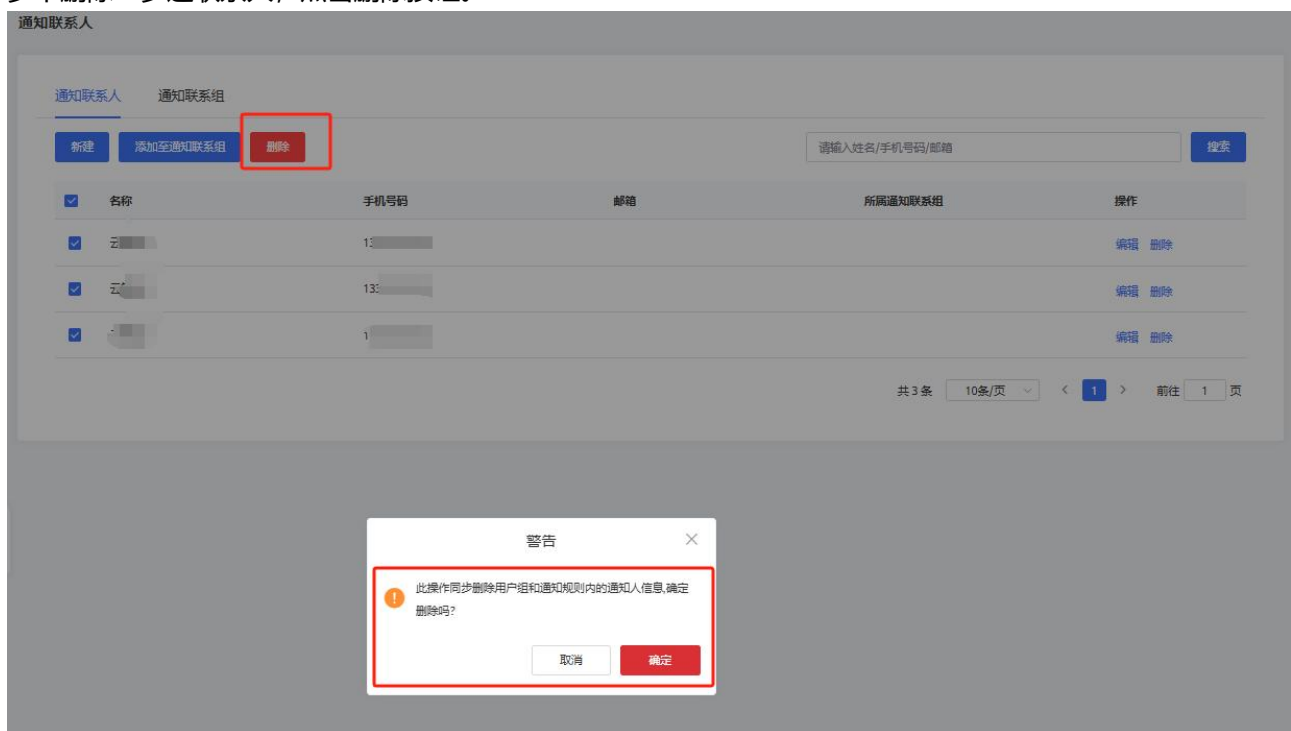 通知联系人
通知联系人 通知联系组
新建 添加至通知联系组 删除 请输入姓名/手机号码/邮箱 搜索
名称 手机号码 邮箱 所属通知联系组 操作
编辑 删除
133 编辑 删除
编辑 删除
共3条 10条/页 < 1 > 前往 1 页
警告
此操作同步删除用户组和通知规则内的通知人信息,确定
删除吗?
取消 确定